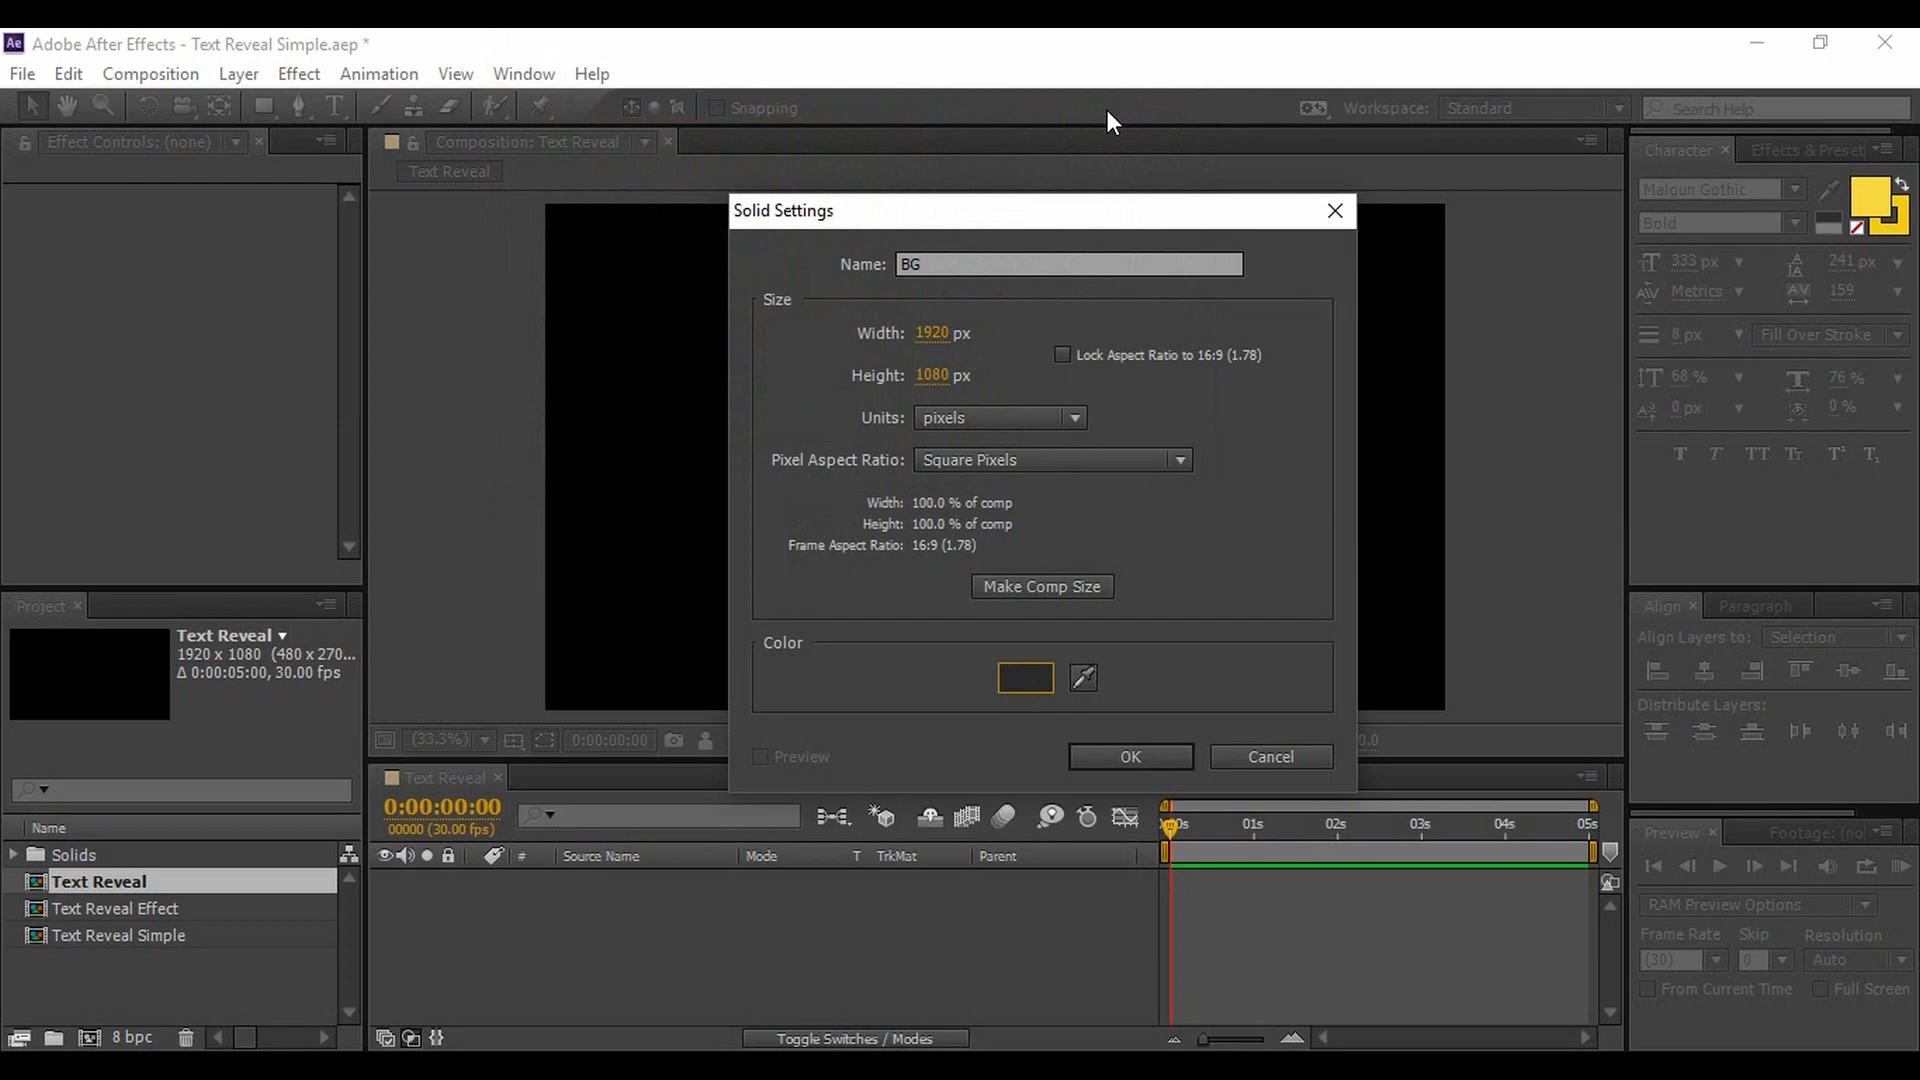 Ae Adobe After Effects - Text Reveal Simple.aep *
File Edit Composition Layer Effect Animation View Window Help
Snapping Workspace: Standard Search Help
Effect Controls: (none)
Composition: Text Reveal
Text Reveal
Character Effects & Preset
Malgun Gothic
Bold
333 px 241 px
Metrics 159
8 px Fill Over Stroke
68 % 76 %
0 px 0 %
T T TT Tt T¹ T₁
Solid Settings
Name: BG
Size
Width: 1920 px
Lock Aspect Ratio to 16:9 (1.78)
Height: 1080 px
Units: pixels
Pixel Aspect Ratio: Square Pixels
Width: 100.0 % of comp
Height: 100.0 % of comp
Frame Aspect Ratio: 16:9 (1.78)
Make Comp Size
Color
Preview OK Cancel
Project
Text Reveal
1920 x 1080 (480 x 270...
Δ 0:00:05:00, 30.00 fps
Name
Solids
Text Reveal
Text Reveal Effect
Text Reveal Simple
8 bpc
(33.3%) 0:00:00:00
Text Reveal
0:00:00:00
00000 (30.00 fps)
# Source Name Mode T TrkMat Parent
01s 02s 03s 04s 05s
Toggle Switches / Modes
Align Paragraph
Align Layers to: Selection
Distribute Layers:
Preview Footage: (no
RAM Preview Options
Frame Rate Skip Resolution
(30) 0 Auto
From Current Time Full Screen